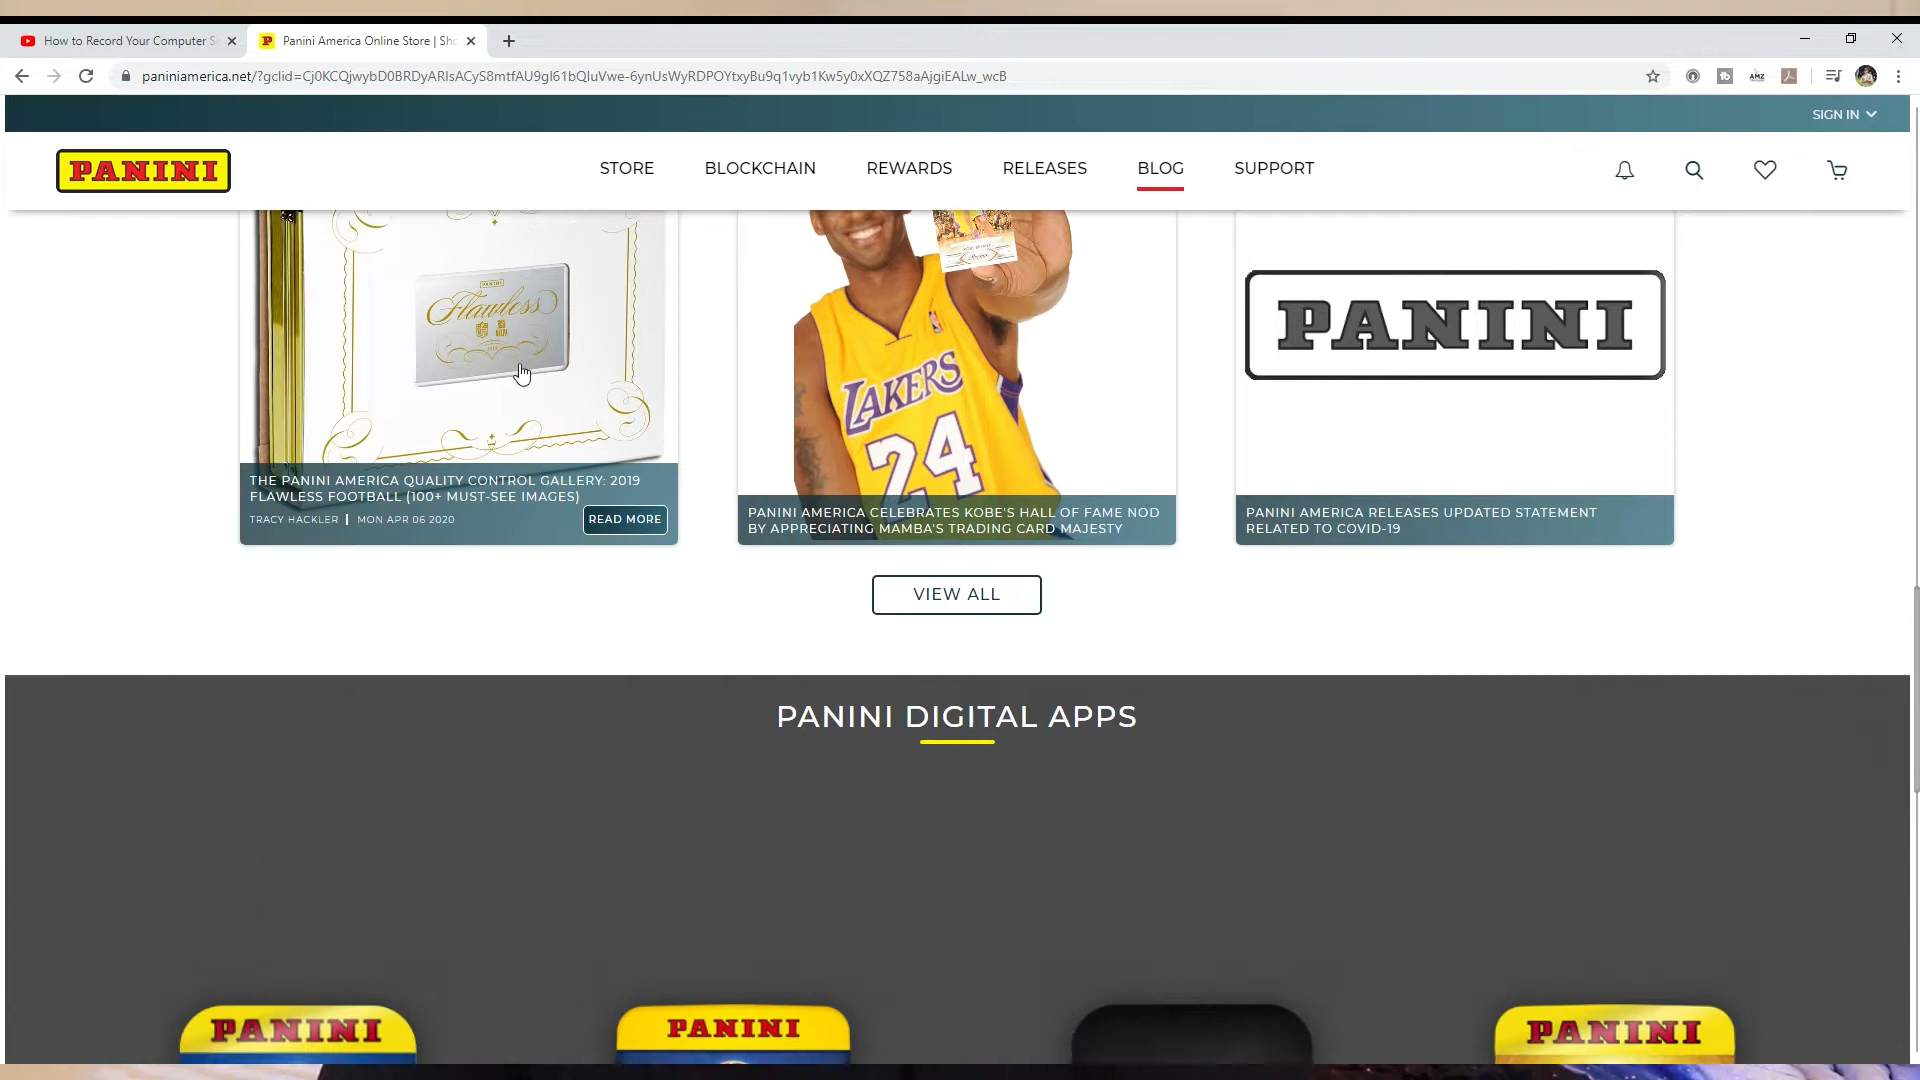 How to Record Your Computer S
Panini America Online Store | Sho
paniniamerica.net/?gclid=Cj0KCQjwybD0BRDyARIsACyS8mtfAU9gI61bQIuVwe-6ynUsWyRDPOYtxyBu9q1vyb1Kw5y0xXQZ758aAjgiEALw_wcB
SIGN IN
PANINI
STORE
BLOCKCHAIN
REWARDS
RELEASES
BLOG
SUPPORT
PANINI
Flawless
LAKERS
24
PANINI
THE PANINI AMERICA QUALITY CONTROL GALLERY: 2019
FLAWLESS FOOTBALL (100+ MUST-SEE IMAGES)
TRACY HACKLER | MON APR 06 2020
READ MORE
PANINI AMERICA CELEBRATES KOBE'S HALL OF FAME NOD
BY APPRECIATING MAMBA'S TRADING CARD MAJESTY
PANINI AMERICA RELEASES UPDATED STATEMENT
RELATED TO COVID-19
VIEW ALL
PANINI DIGITAL APPS
PANINI
PANINI
PANINI